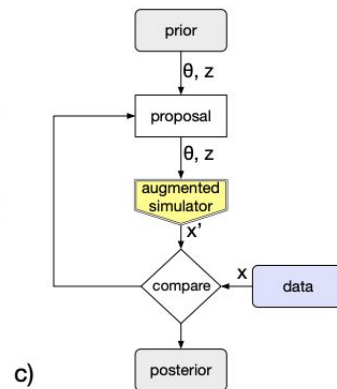 prior
θ, z
proposal
θ, z
augmented
simulator
x'
x
compare
data
posterior
c)